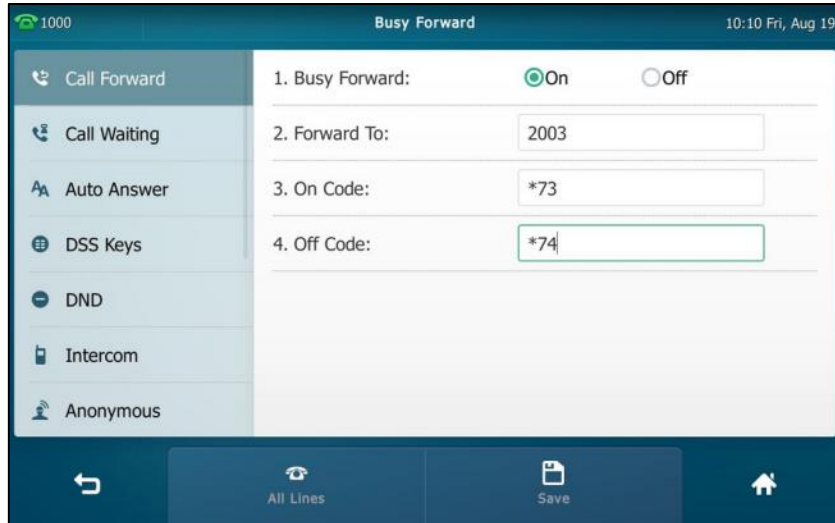 1000 Busy Forward 10:10 Fri, Aug 19
Call Forward
1. Busy Forward: On Off
Call Waiting
2. Forward To: 2003
Auto Answer
3. On Code: *73
DSS Keys
4. Off Code: *74
DND
Intercom
Anonymous
All Lines Save